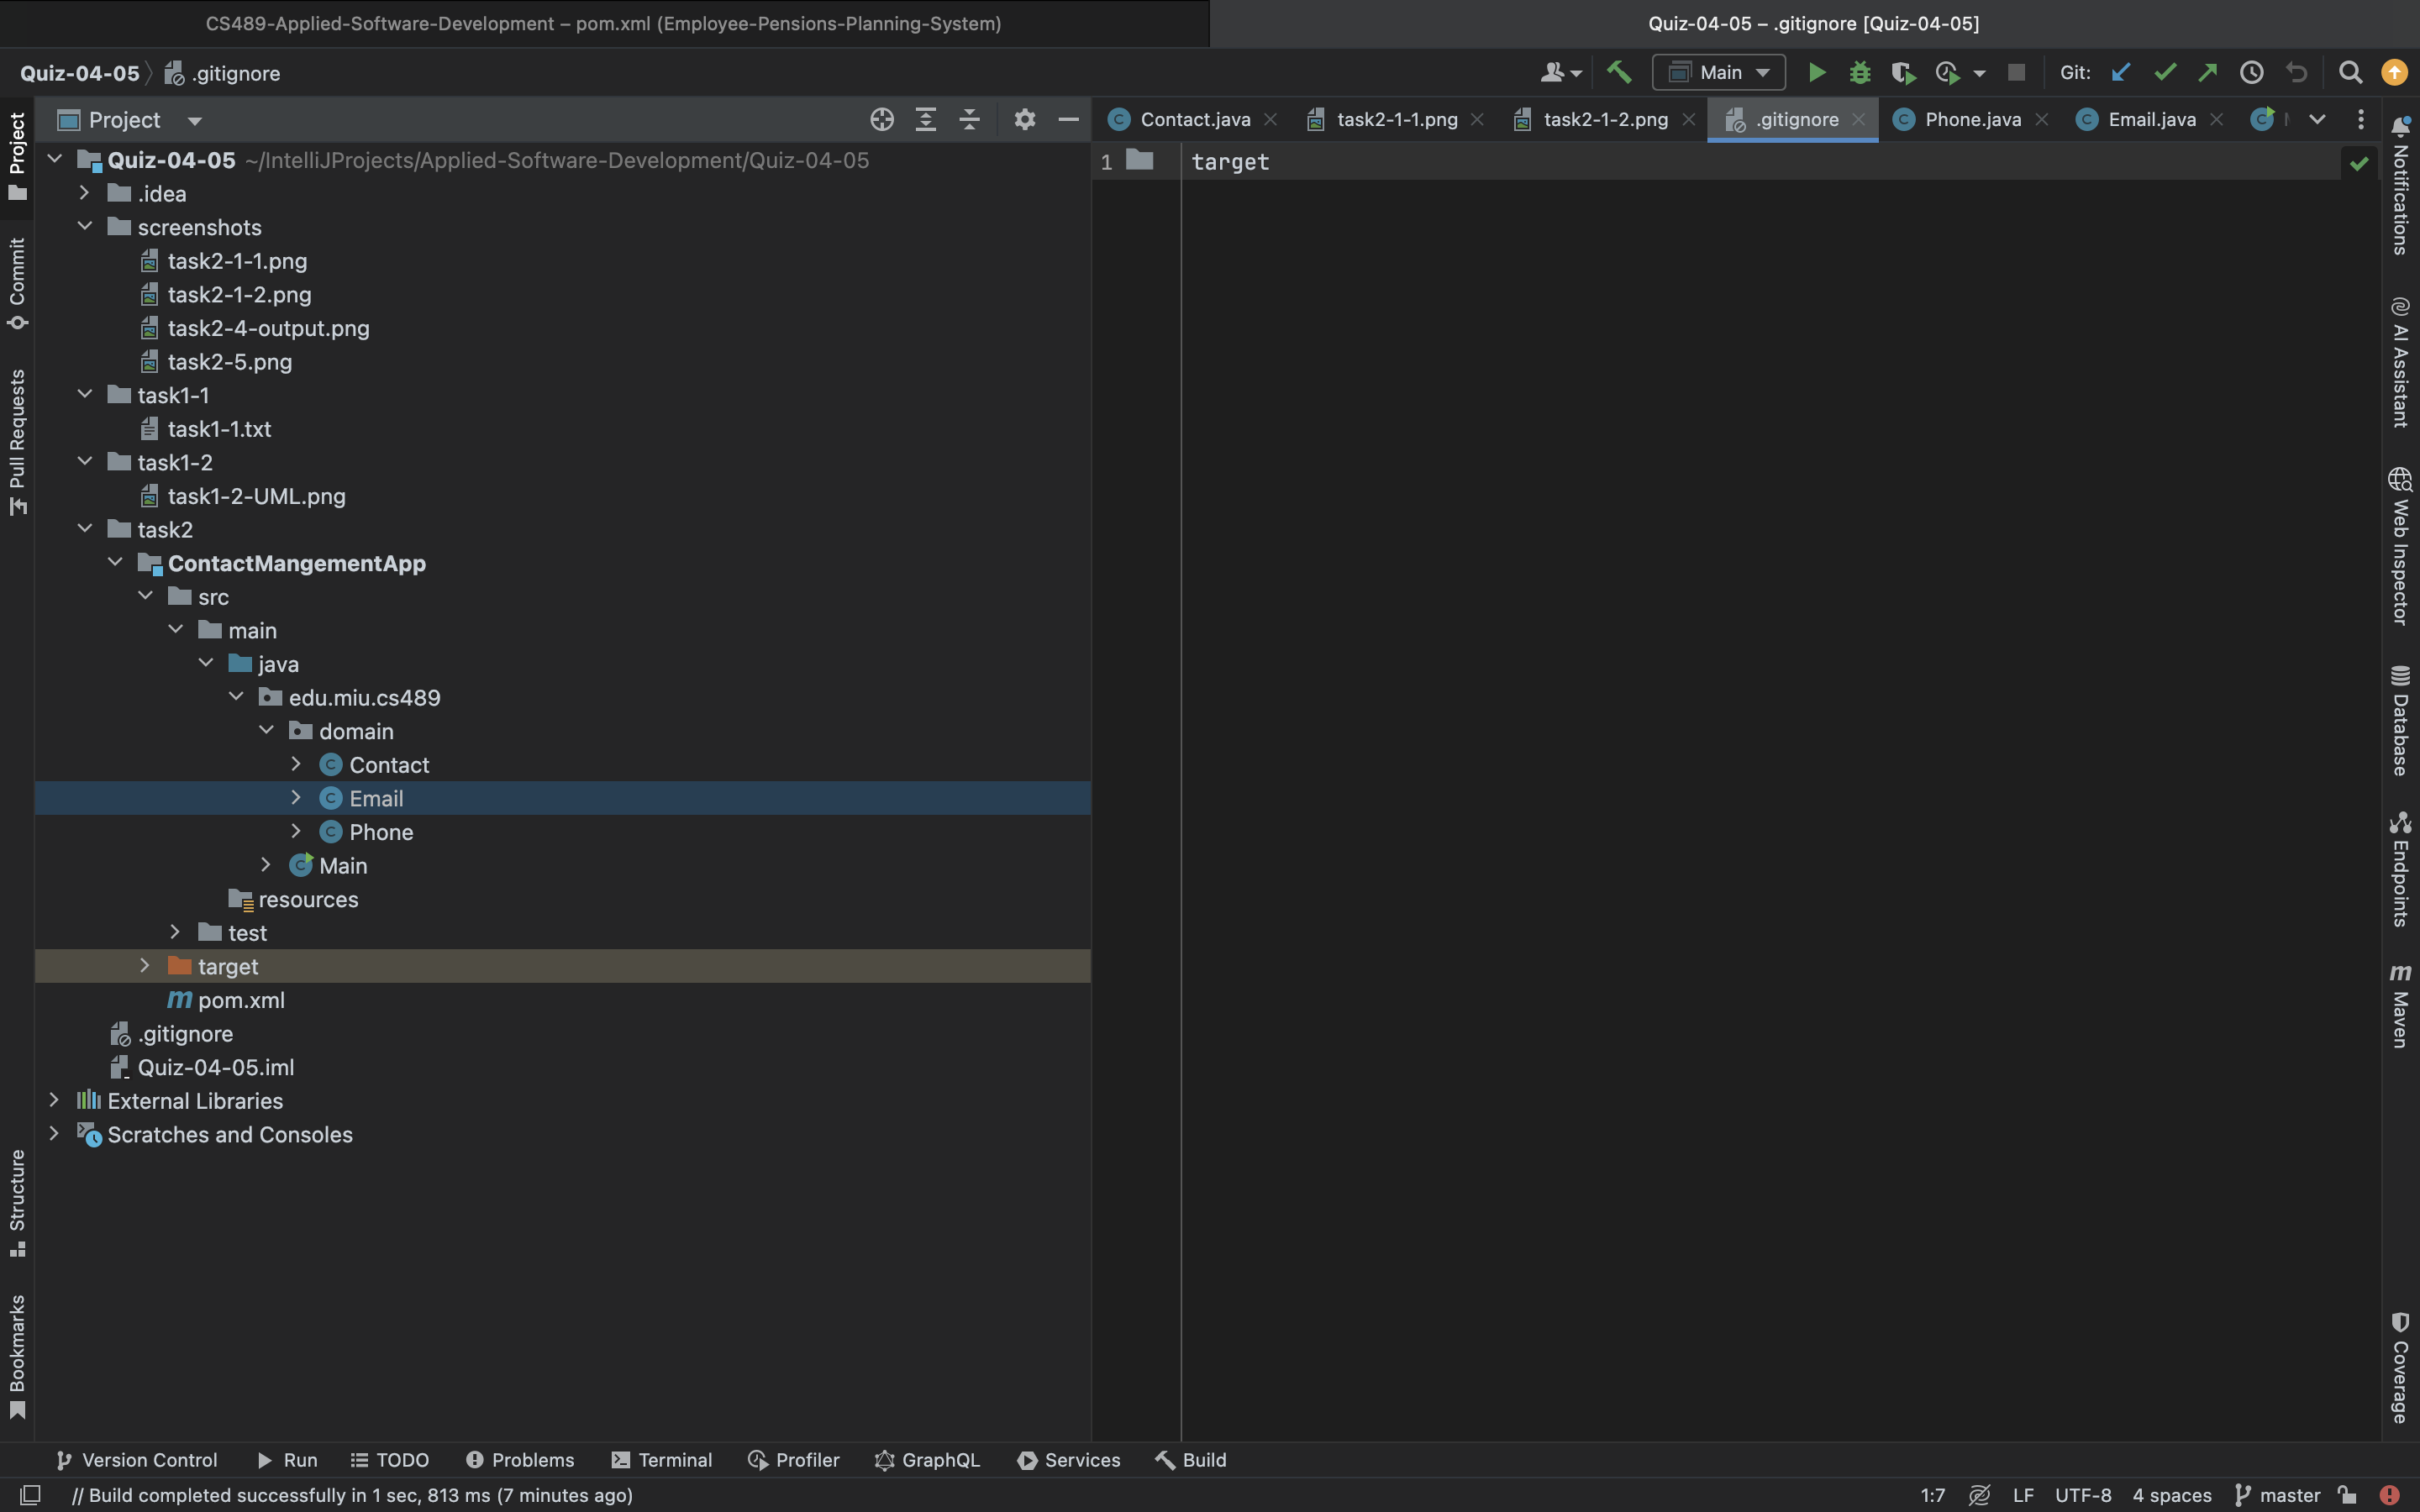 CS489-Applied-Software-Development – pom.xml (Employee-Pensions-Planning-System)
Quiz-04-05 – .gitignore [Quiz-04-05]
Quiz-04-05 .gitignore
Main
Git:
Project
Contact.java
task2-1-1.png
task2-1-2.png
.gitignore
Phone.java
Email.java
Project
Commit
Pull Requests
Structure
Bookmarks
Quiz-04-05 ~/IntelliJProjects/Applied-Software-Development/Quiz-04-05
.idea
screenshots
task2-1-1.png
task2-1-2.png
task2-4-output.png
task2-5.png
task1-1
task1-1.txt
task1-2
task1-2-UML.png
task2
ContactMangementApp
src
main
java
edu.miu.cs489
domain
Contact
Email
Phone
Main
resources
test
target
pom.xml
.gitignore
Quiz-04-05.iml
External Libraries
Scratches and Consoles
1 target
Notifications
AI Assistant
Web Inspector
Database
Endpoints
Maven
Coverage
Version Control
Run
TODO
Problems
Terminal
Profiler
GraphQL
Services
Build
// Build completed successfully in 1 sec, 813 ms (7 minutes ago)
1:7
LF
UTF-8
4 spaces
master